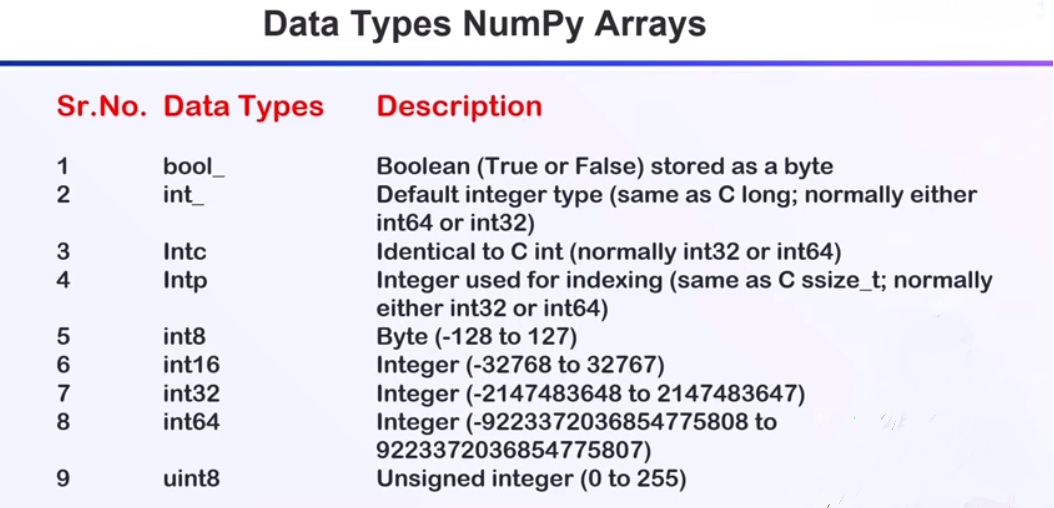 Data Types NumPy Arrays
Sr.No. Data Types Description
1 bool_ Boolean (True or False) stored as a byte
2 int_ Default integer type (same as C long; normally either
int64 or int32)
3 Intc Identical to C int (normally int32 or int64)
4 Intp Integer used for indexing (same as C ssize_t; normally
either int32 or int64)
5 int8 Byte (-128 to 127)
6 int16 Integer (-32768 to 32767)
7 int32 Integer (-2147483648 to 2147483647)
8 int64 Integer (-9223372036854775808 to
9223372036854775807)
9 uint8 Unsigned integer (0 to 255)